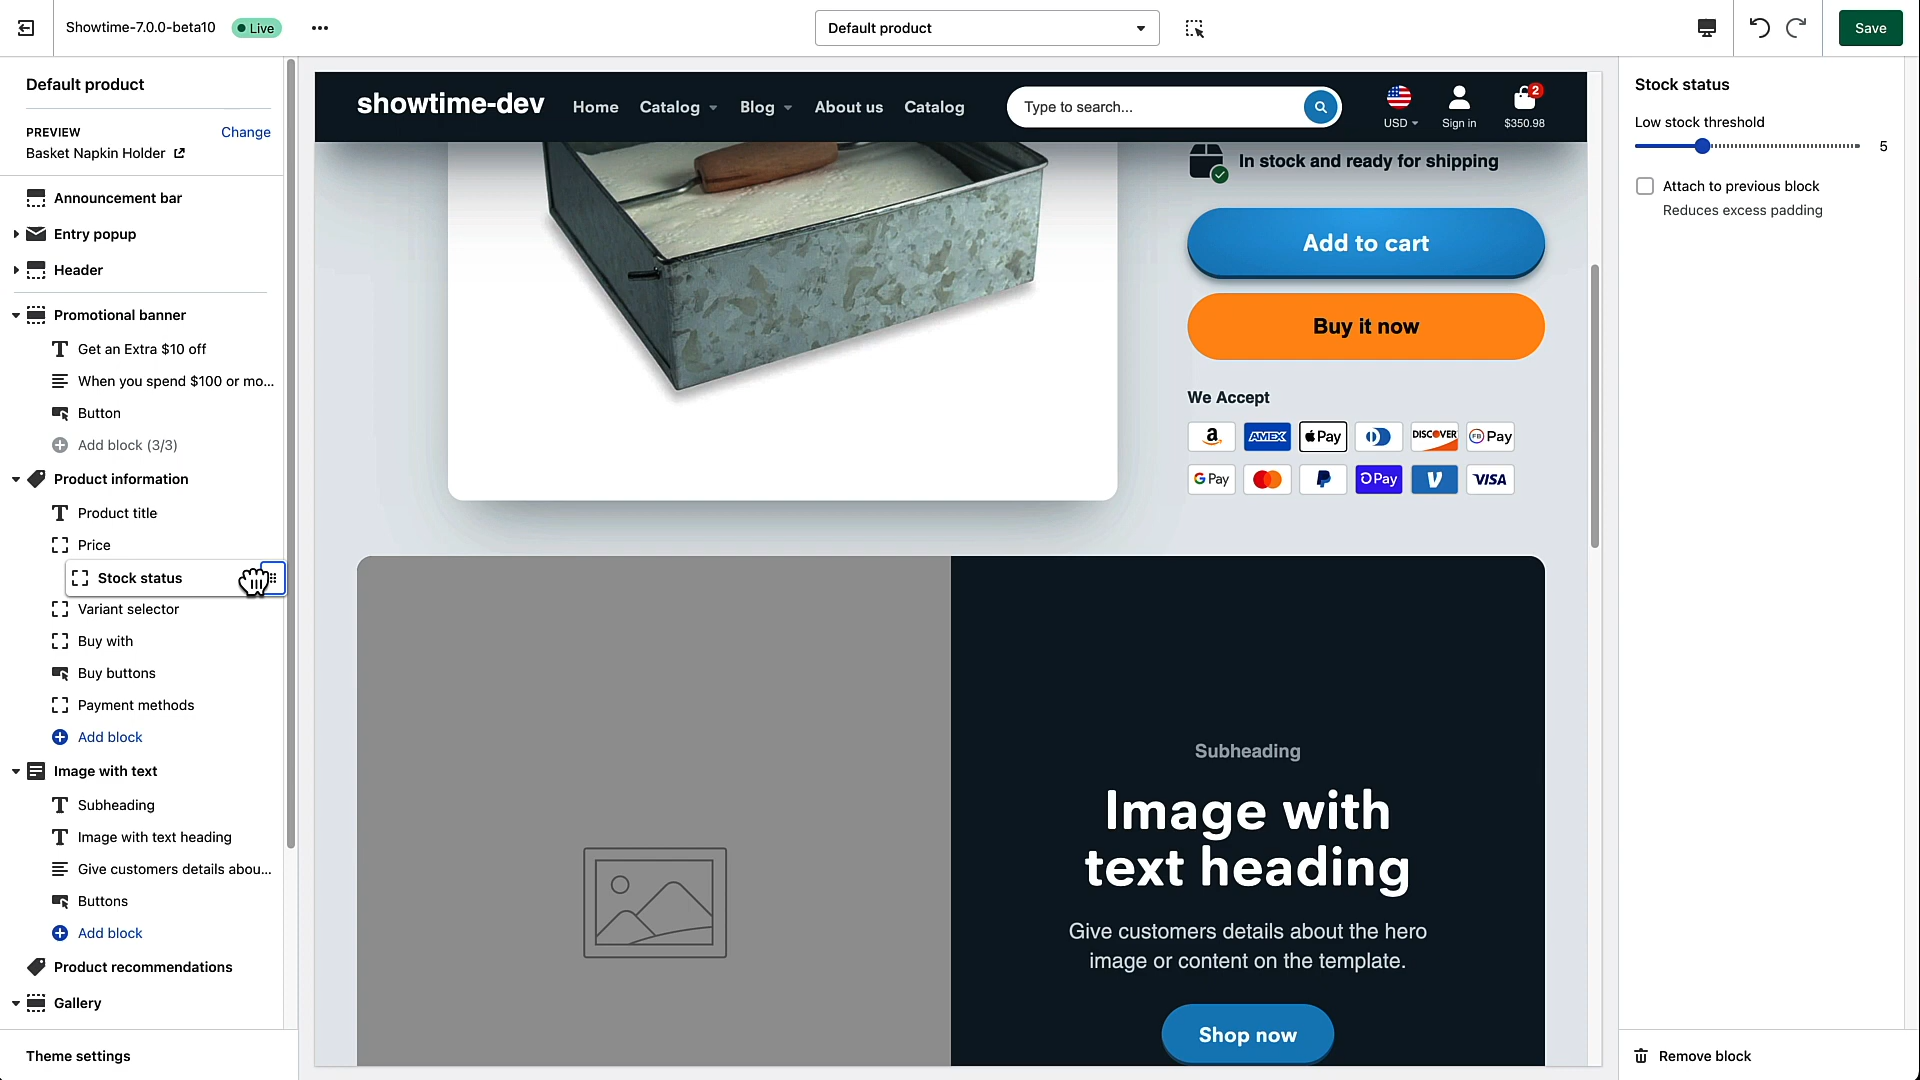 Showtime-7.0.0-beta10
Live
Default product
Save
Default product
PREVIEW
Change
Basket Napkin Holder
Announcement bar
Entry popup
Header
Promotional banner
Get an Extra $10 off
When you spend $100 or mo...
Button
Add block (3/3)
Product information
Product title
Price
Stock status
Variant selector
Buy with
Buy buttons
Payment methods
Add block
Image with text
Subheading
Image with text heading
Give customers details abou...
Buttons
Add block
Product recommendations
Gallery
Theme settings
showtime-dev
Home
Catalog
Blog
About us
Catalog
Type to search...
USD
Sign in
2
$350.98
In stock and ready for shipping
Add to cart
Buy it now
We Accept
a
AMEX
Pay
DISCOVER
FB Pay
G Pay
Pay
VISA
Subheading
Image with
text heading
Give customers details about the hero
image or content on the template.
Shop now
Stock status
Low stock threshold
5
Attach to previous block
Reduces excess padding
Remove block